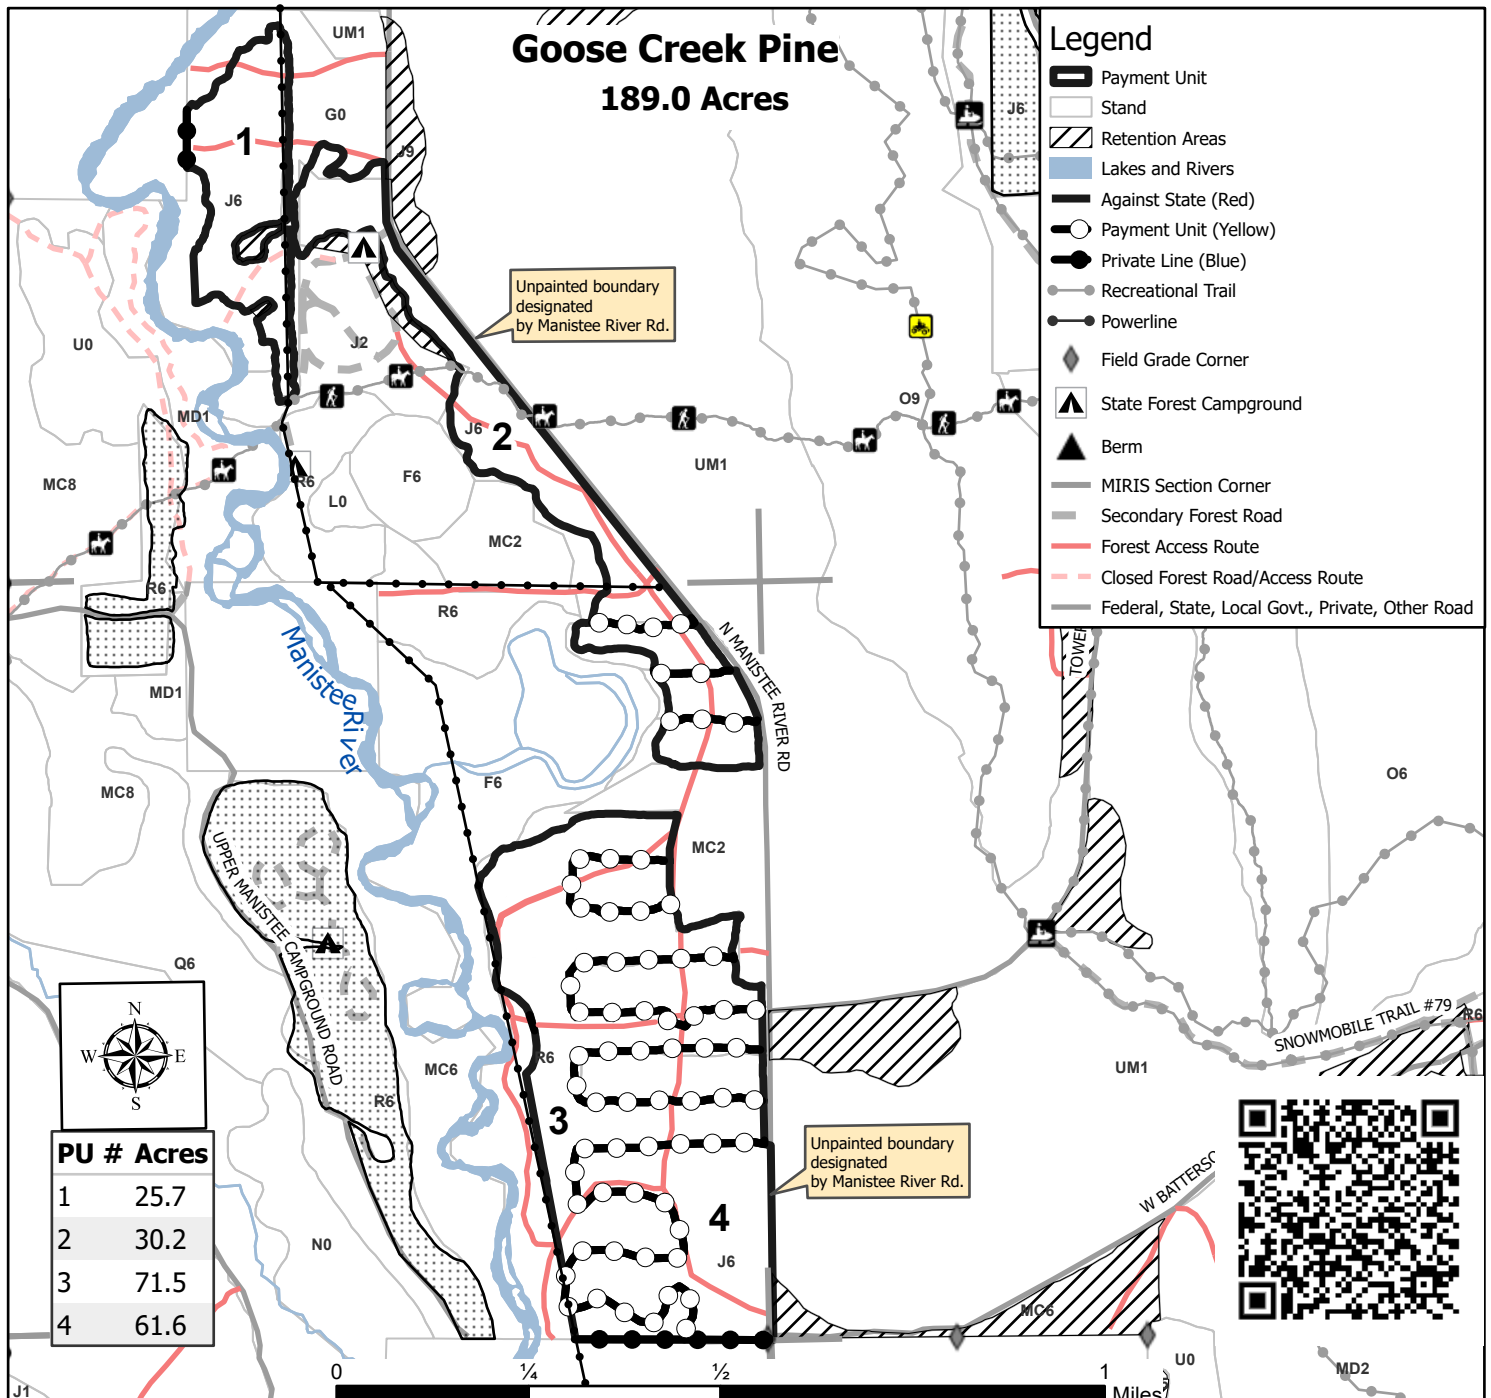 Goose Creek Pine
189.0 Acres
Legend
Payment Unit
Stand
Retention Areas
Lakes and Rivers
Against State (Red)
Payment Unit (Yellow)
Private Line (Blue)
Recreational Trail
Powerline
Field Grade Corner
State Forest Campground
Berm
MIRIS Section Corner
Secondary Forest Road
Forest Access Route
Closed Forest Road/Access Route
Federal, State, Local Govt., Private, Other Road
UM1
G0
J9
J6
1
J6
Unpainted boundary
designated
by Manistee River Rd.
U0
J2
O9
MD1
J6
2
UM1
MC8
R6
F6
L0
MC2
R6
R6
N MANISTEE RIVER RD
TOWER
Manistee River
MD1
MC8
F6
O6
MC2
UPPER MANISTEE CAMPGROUND ROAD
Q6
N
W
E
S
SNOWMOBILE TRAIL #79
R6
MC6
R6
UM1
R6
3
Unpainted boundary
designated
by Manistee River Rd.
W BATTERSO
4
J6
N0
MC6
PU # Acres
1 25.7
2 30.2
3 71.5
4 61.6
U0
MD2
J1
0 ¼ ½ 1
Miles